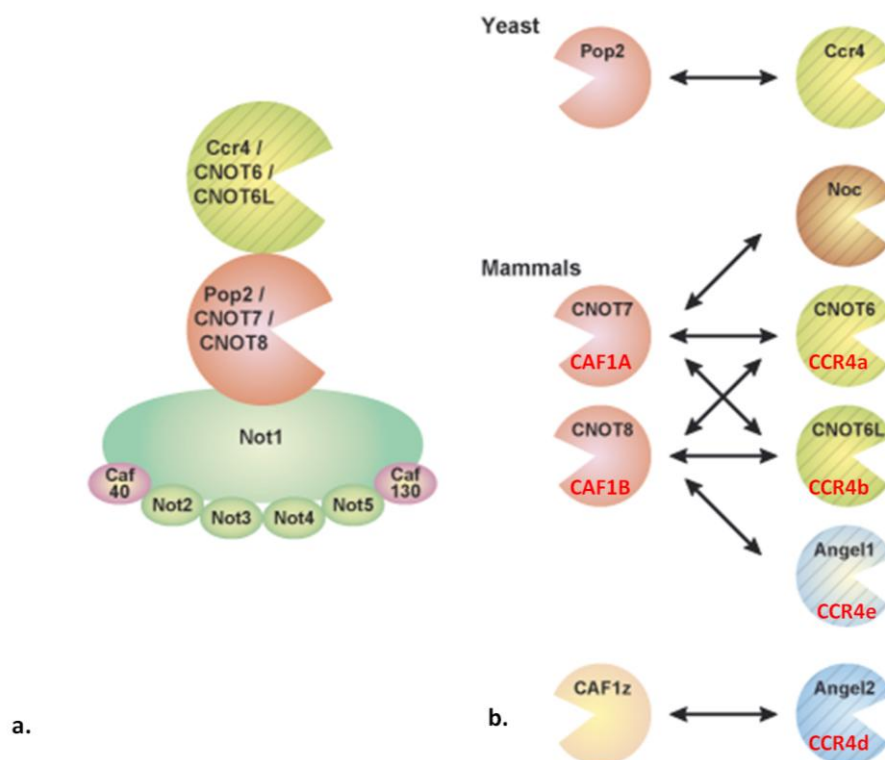 Ccr4 /
CNOT6 /
CNOT6L
Pop2 /
CNOT7 /
CNOT8
Not1
Caf
40
Not2
Not3
Not4
Not5
Caf
130
a.
Yeast
Pop2
Ccr4
Noc
Mammals
CNOT7
CAF1A
CNOT6
CCR4a
CNOT8
CAF1B
CNOT6L
CCR4b
Angel1
CCR4e
CAF1z
Angel2
CCR4d
b.